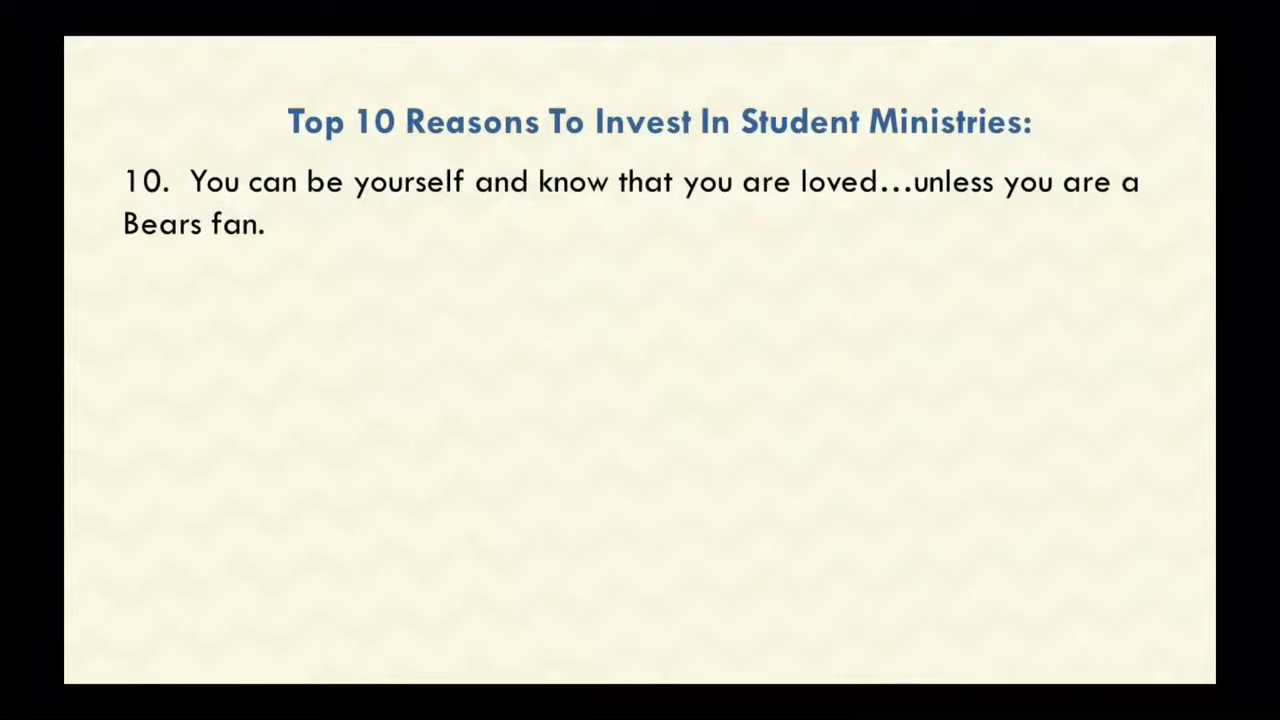 Top 10 Reasons To Invest In Student Ministries:
10. You can be yourself and know that you are loved...unless you are a
Bears fan.